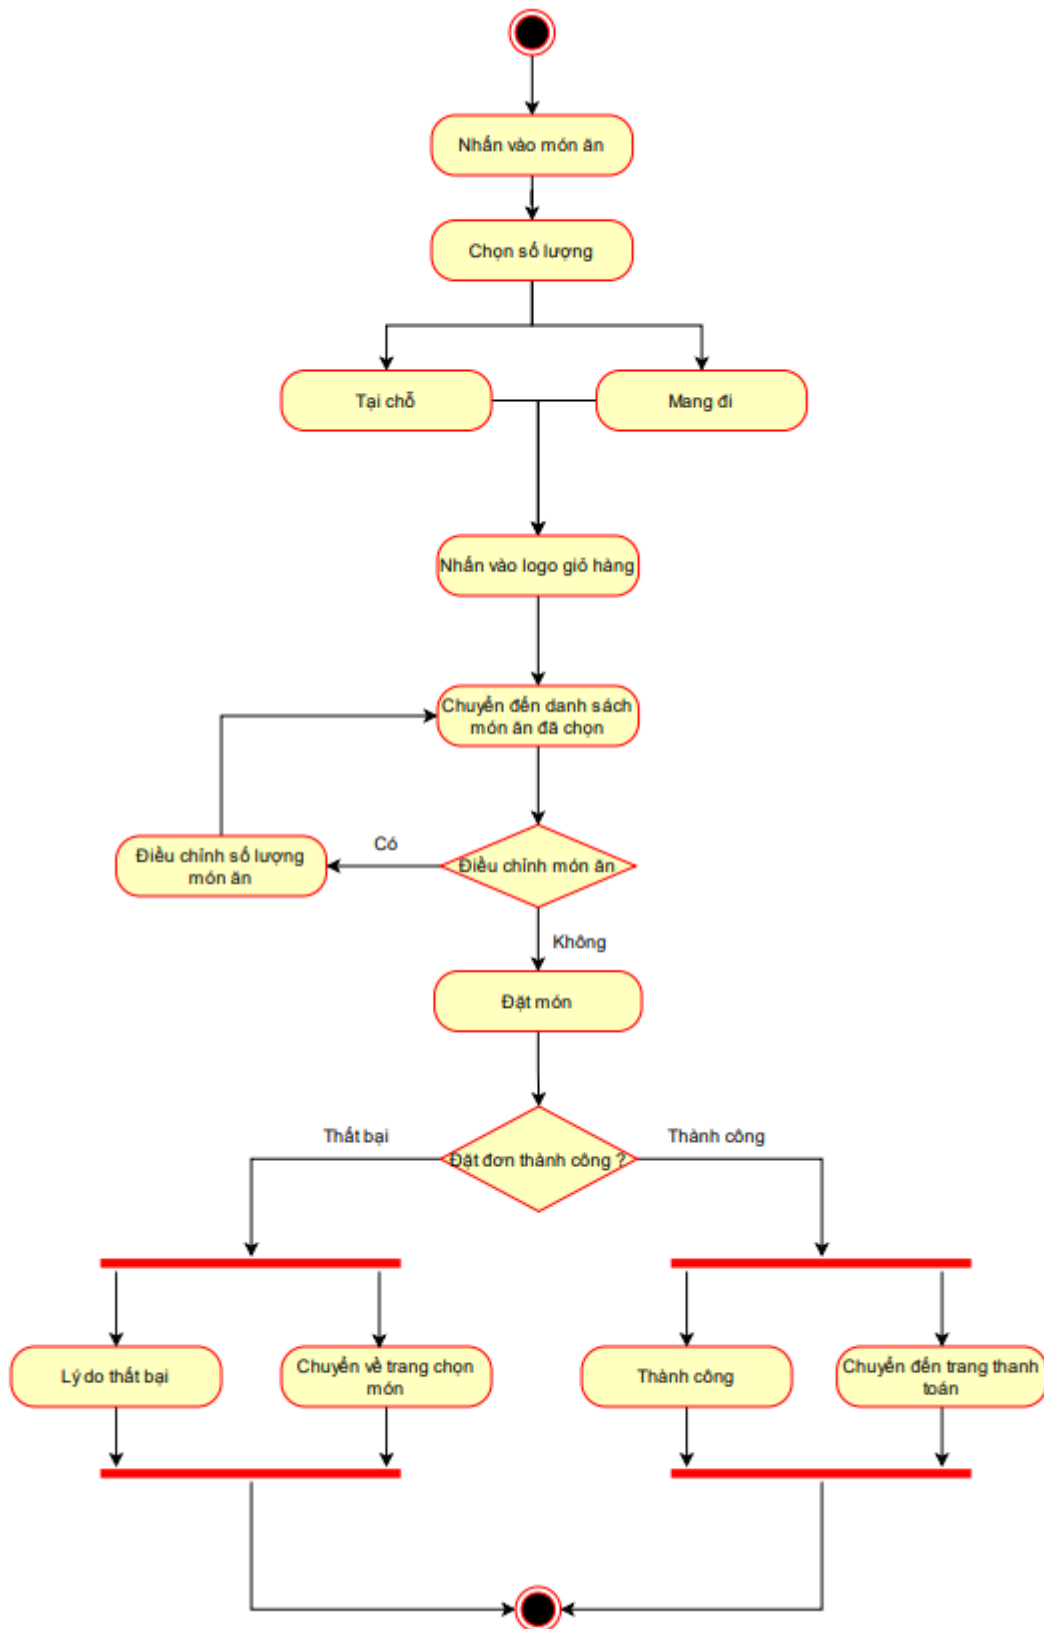 Nhấn vào món ăn
Chọn số lượng
Tại chỗ
Mang đi
Nhấn vào logo giỏ hàng
Chuyển đến danh sách
món ăn đã chọn
Có
Điều chỉnh số lượng
món ăn
Điều chỉnh món ăn
Không
Đặt món
Thất bại
Thành công
Đặt đơn thành công ?
Lý do thất bại
Chuyển về trang chọn
món
Thành công
Chuyển đến trang thanh
toán